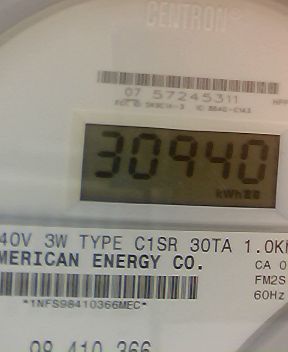 CENTRON®
07 57245311
30940
kWh
40V 3W TYPE C1SR 30TA 1.0K
MERICAN ENERGY CO.
CA 0
FM2S
60Hz
*1NFS98410366MEC*
98 410 366